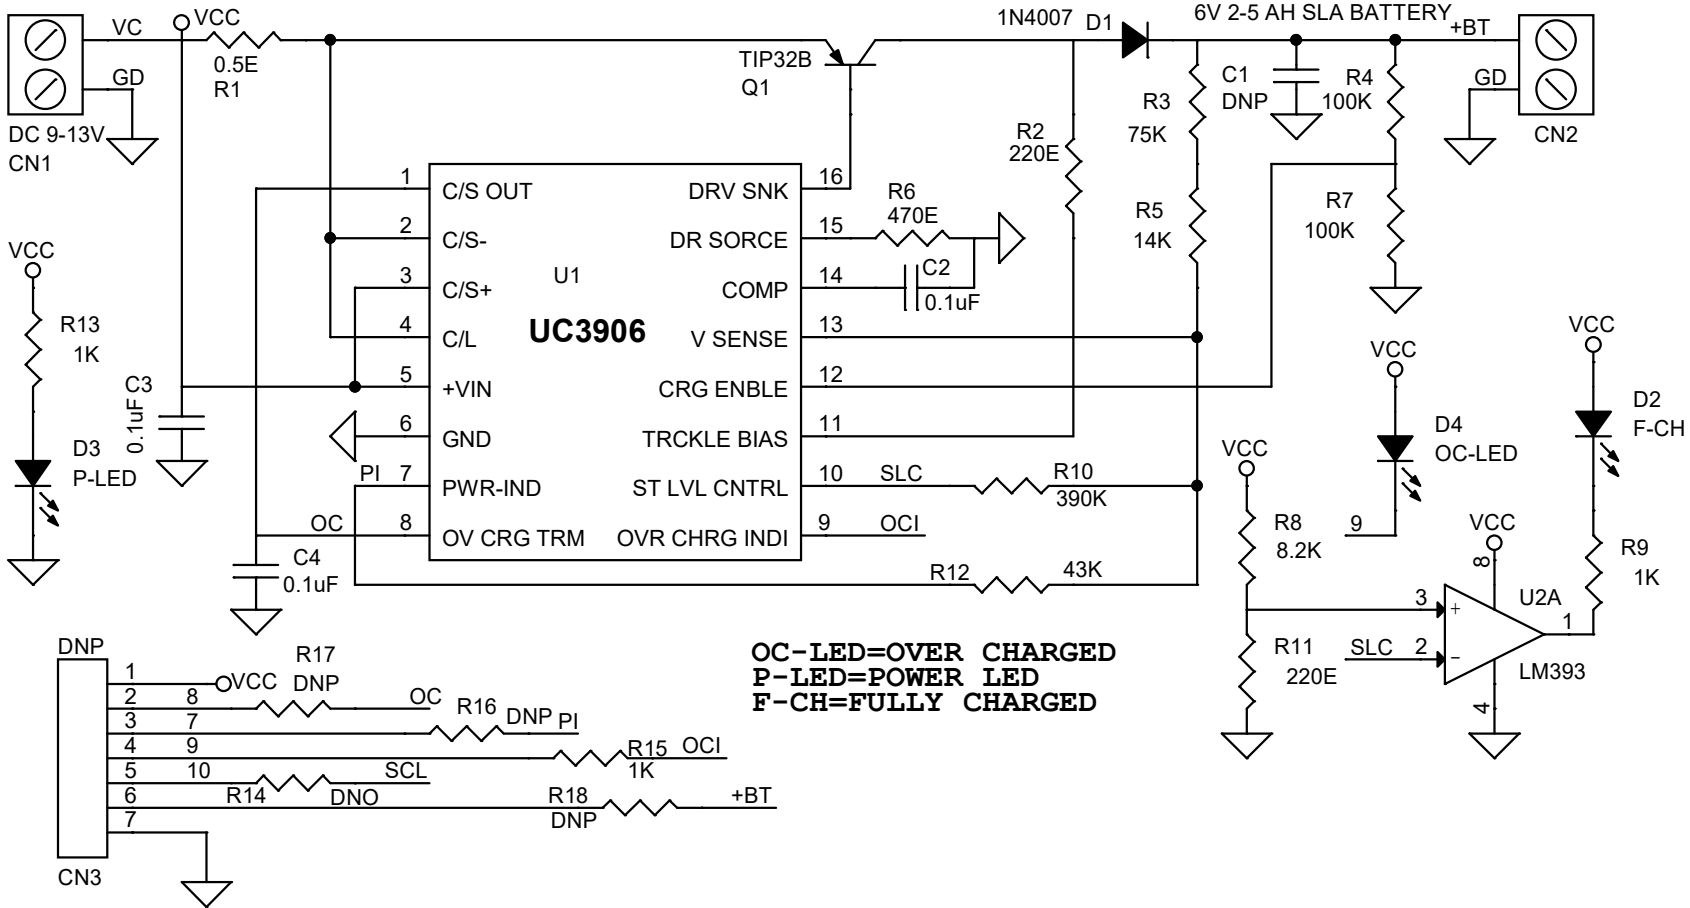 VC
VCC
0.5E
R1
GD
DC 9-13V
CN1
TIP32B
Q1
1N4007
D1
6V 2-5 AH SLA BATTERY
+BT
GD
CN2
C1
DNP
R4
100K
R3
75K
R2
220E
R5
14K
R7
100K
R6
470E
C2
0.1uF
U1
UC3906
1
C/S OUT
2
C/S-
3
C/S+
4
C/L
5
+VIN
6
GND
PI
7
PWR-IND
OC
8
OV CRG TRM
16
DRV SNK
15
DR SORCE
14
COMP
13
V SENSE
12
CRG ENBLE
11
TRCKLE BIAS
10
ST LVL CNTRL
SLC
9
OVR CHRG INDI
OCI
R10
390K
R12
43K
VCC
R13
1K
D3
P-LED
C3
0.1uF
C4
0.1uF
VCC
D4
OC-LED
9
VCC
D2
F-CH
R9
1K
VCC
R8
8.2K
R11
220E
VCC
8
3
+
SLC
2
-
1
4
U2A
LM393
OC-LED=OVER CHARGED
P-LED=POWER LED
F-CH=FULLY CHARGED
DNP
1
VCC
2
8
R17
DNP
OC
3
7
R16
DNP
PI
4
9
R15
1K
OCI
5
10
R14
DNO
SCL
6
R18
DNP
+BT
7
CN3